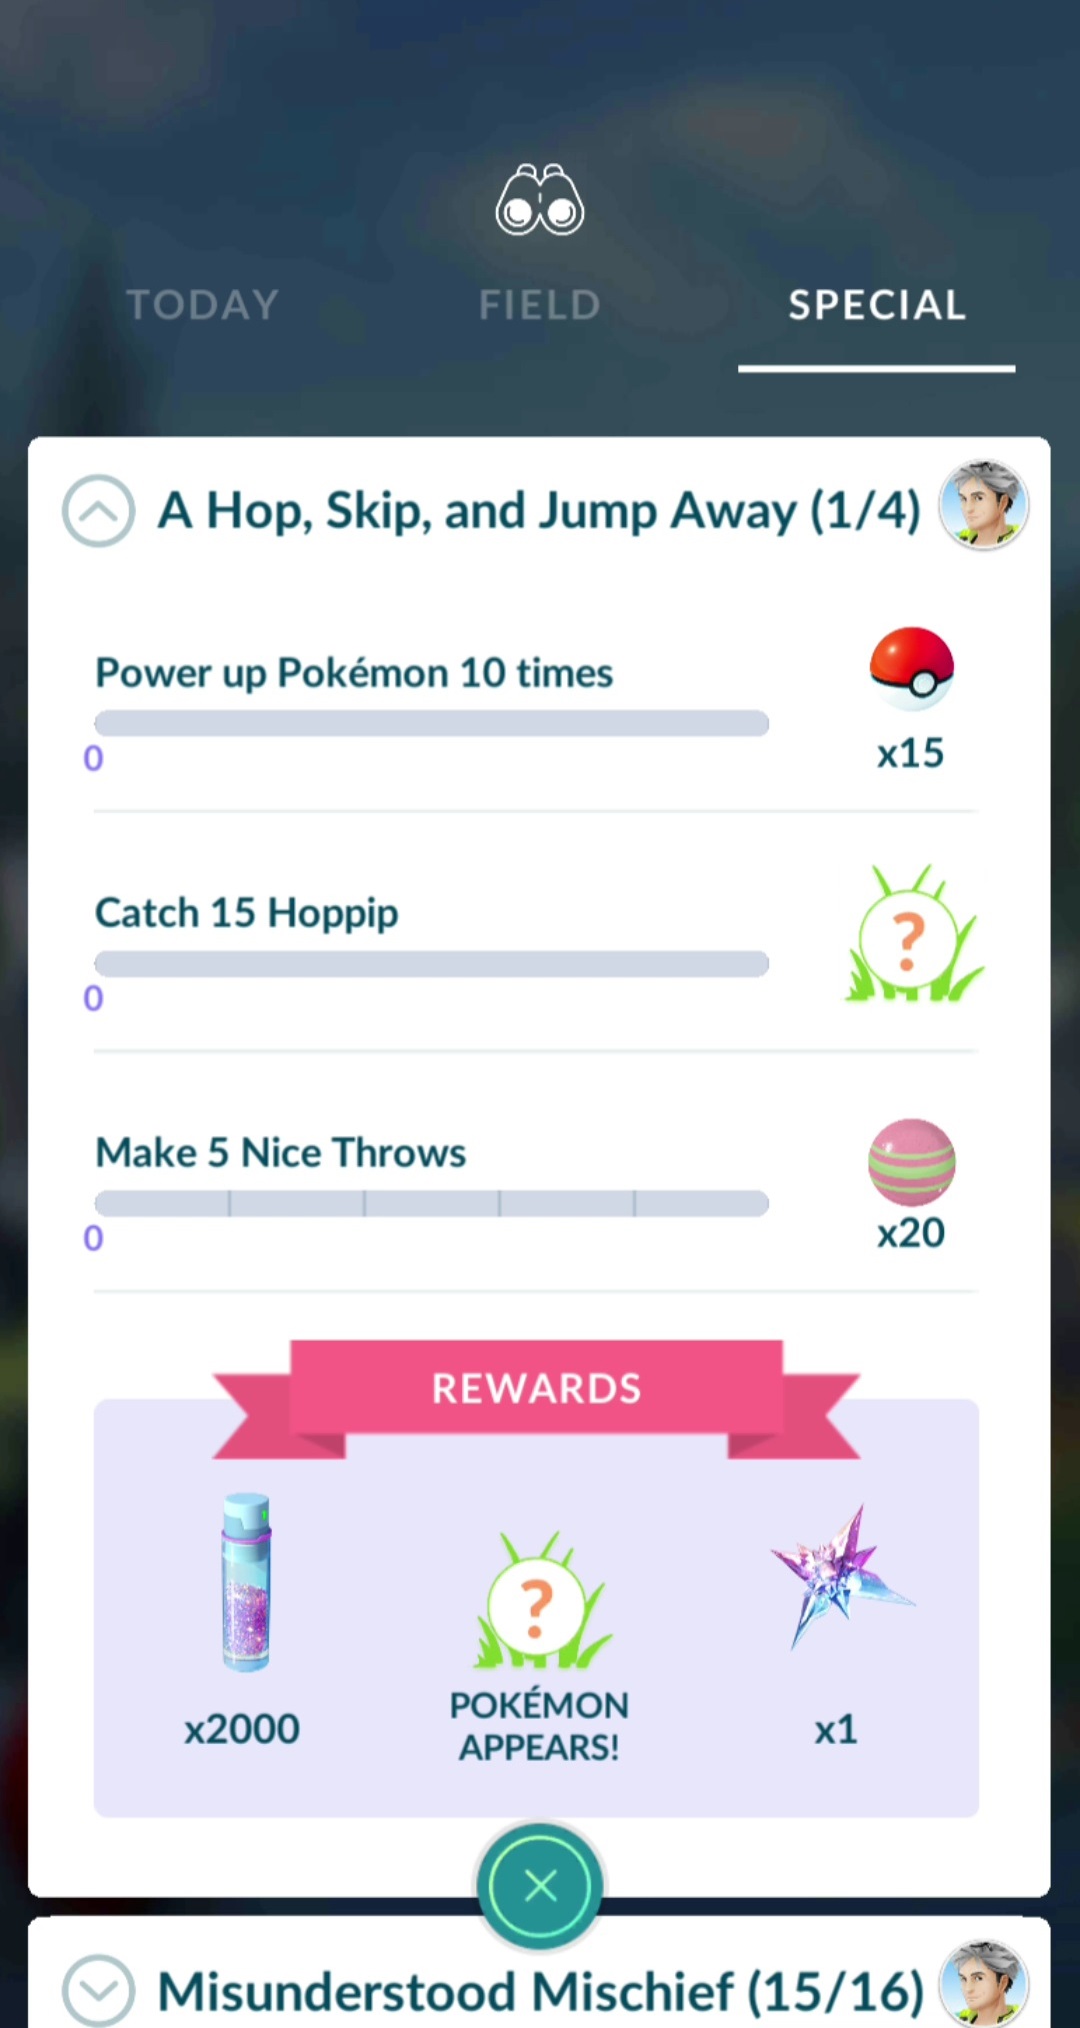 TODAY
FIELD
SPECIAL
A Hop, Skip, and Jump Away (1/4)
Power up Pokémon 10 times
0
x15
Catch 15 Hoppip
0
?
Make 5 Nice Throws
0
x20
REWARDS
?
x2000
POKÉMON
APPEARS!
x1
Misunderstood Mischief (15/16)